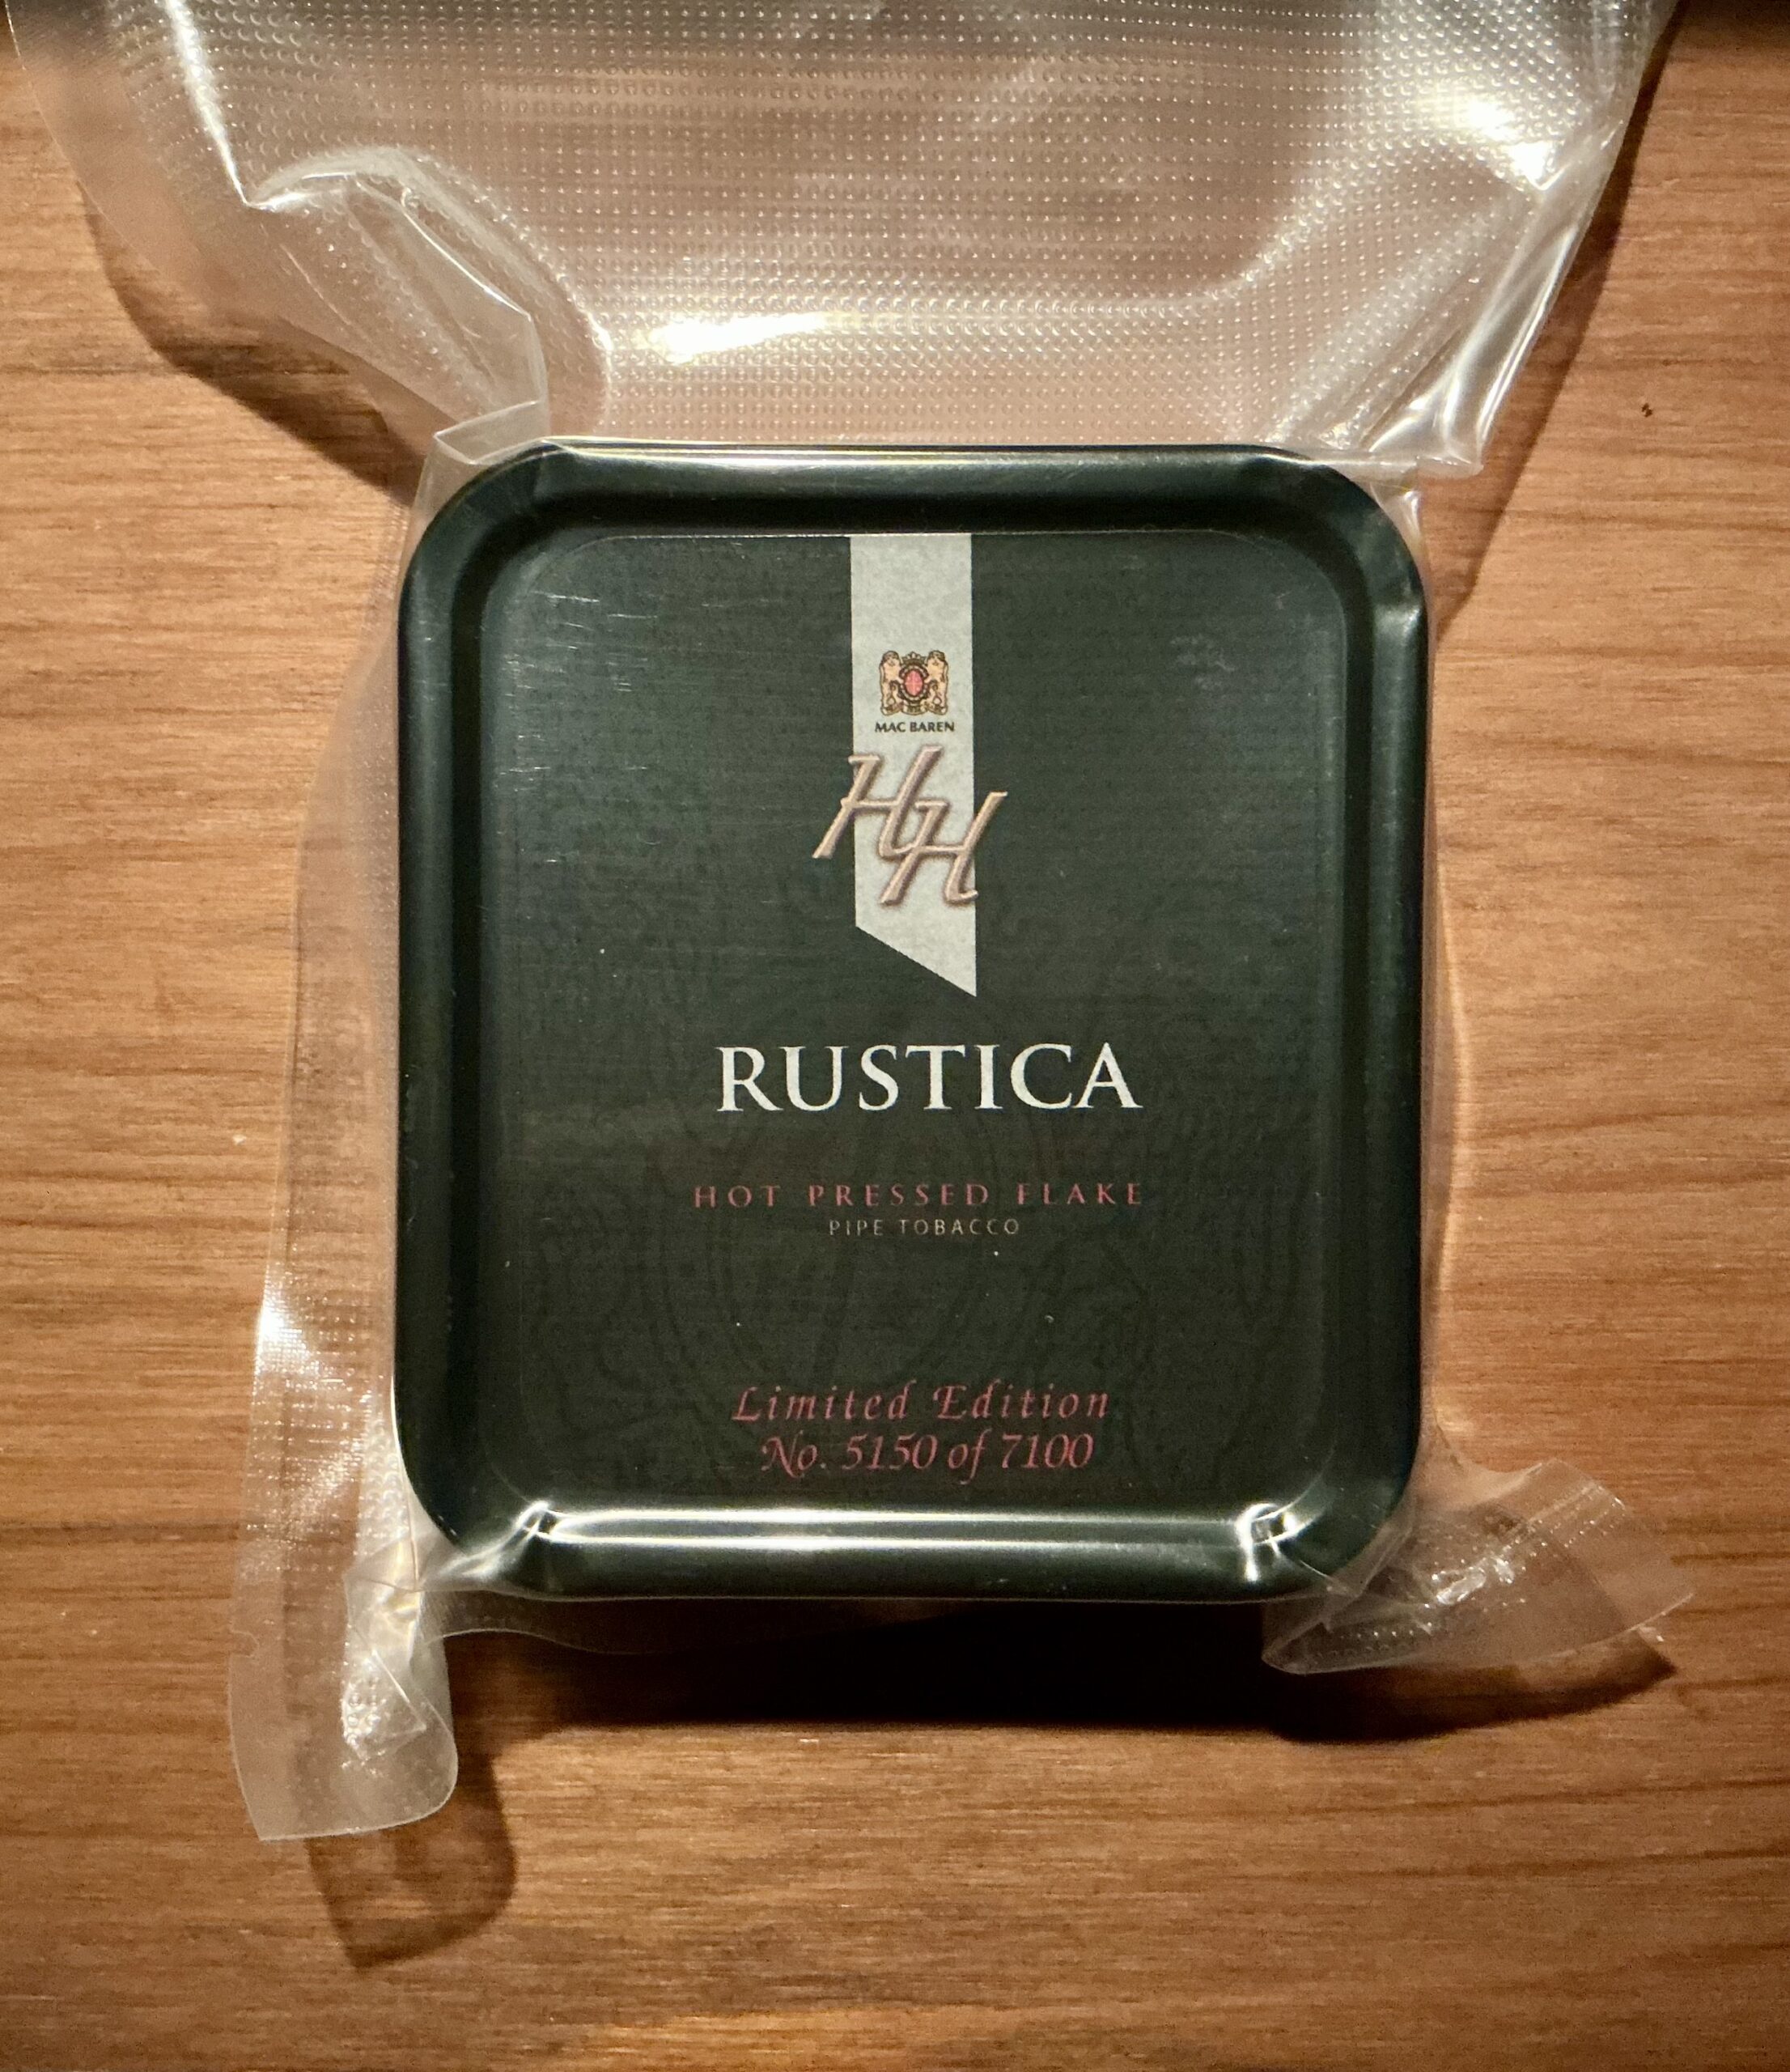 MAC BAREN
HH
RUSTICA
HOT PRESSED FLAKE
PIPE TOBACCO
Limited Edition
No. 5150 of 7100